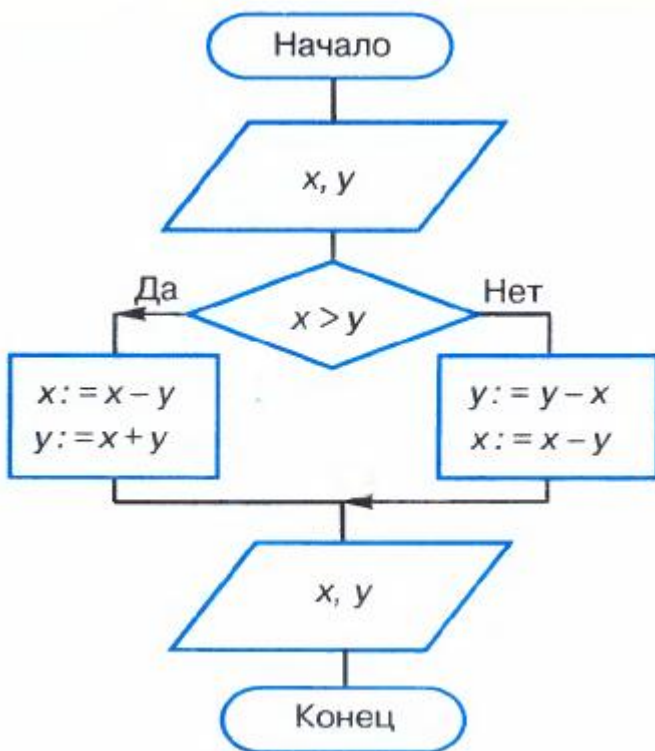 Начало
x, y
Да
Нет
x > y
x := x – y
y := x + y
y := y – x
x := x – y
x, y
Конец